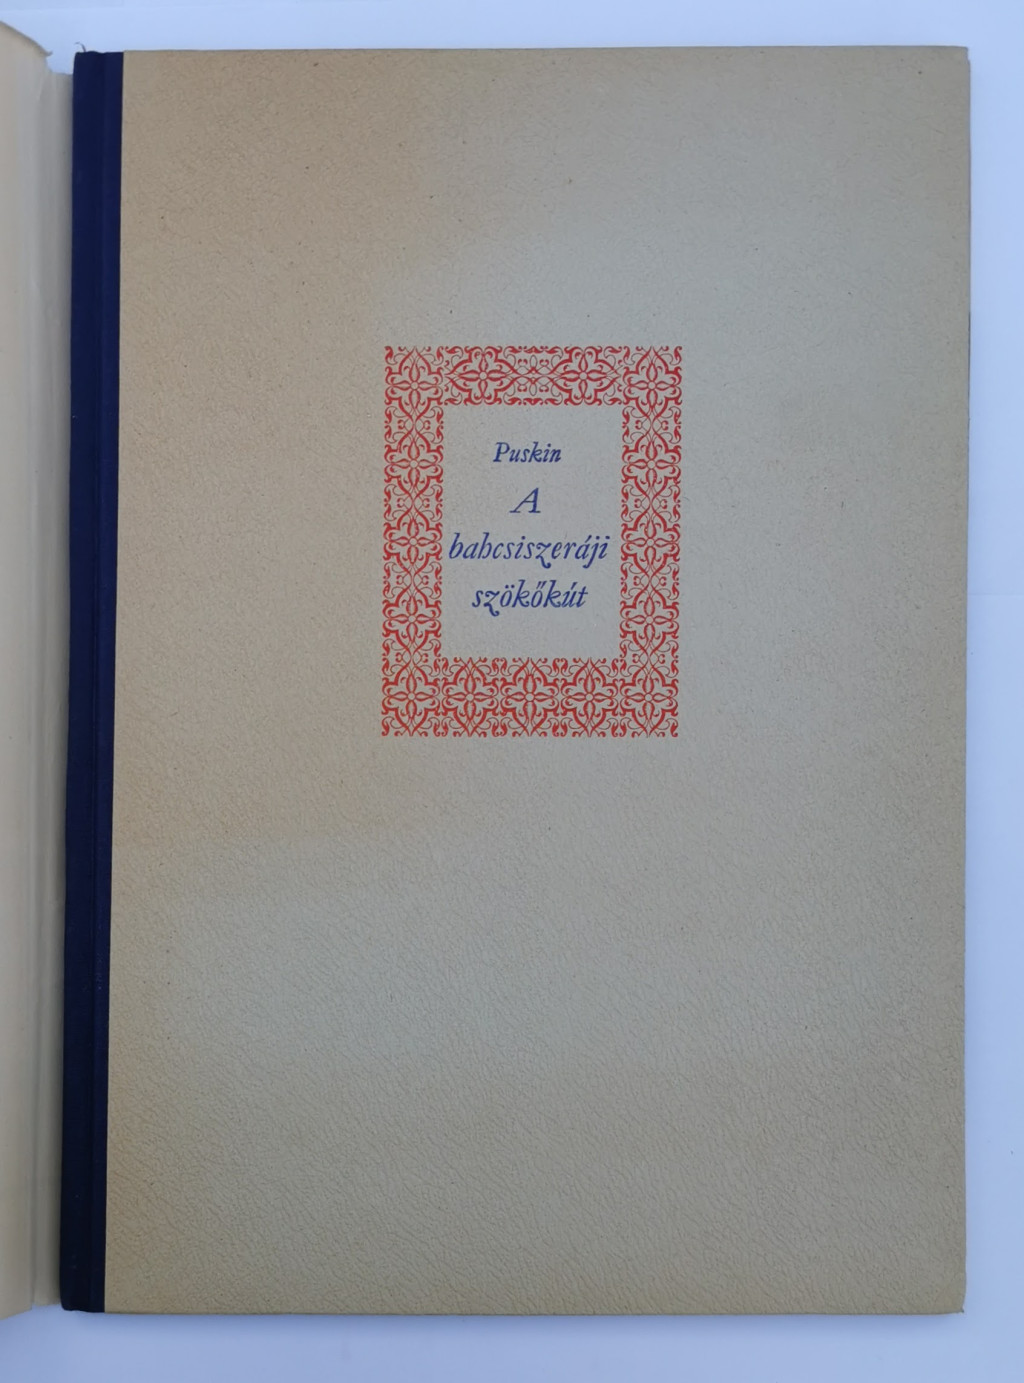 Puskin
A
bahcsiszeráji
szökőkút